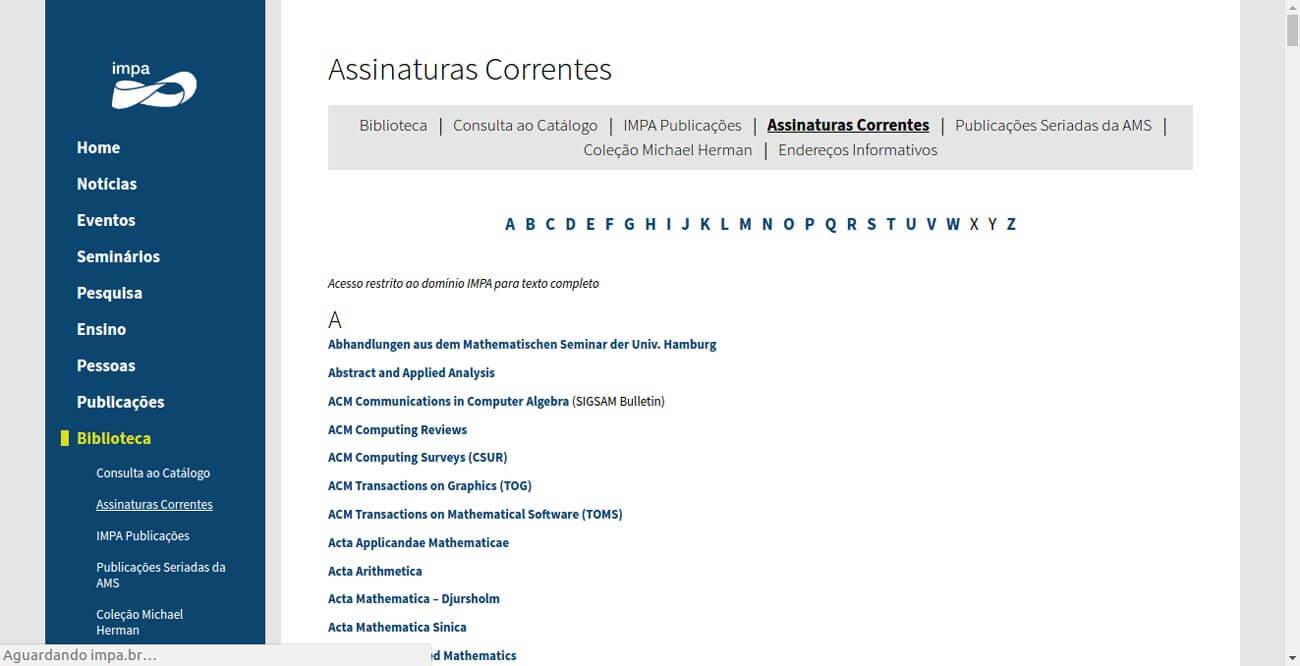 impa
Home
Notícias
Eventos
Seminários
Pesquisa
Ensino
Pessoas
Publicações
Biblioteca
Consulta ao Catálogo
Assinaturas Correntes
IMPA Publicações
Publicações Seriadas da
AMS
Coleção Michael
Herman
Aguardando impa.br…
Assinaturas Correntes
Biblioteca | Consulta ao Catálogo | IMPA Publicações | Assinaturas Correntes | Publicações Seriadas da AMS |
Coleção Michael Herman | Endereços Informativos
A B C D E F G H I J K L M N O P Q R S T U V W X Y Z
Acesso restrito ao domínio IMPA para texto completo
A
Abhandlungen aus dem Mathematischen Seminar der Univ. Hamburg
Abstract and Applied Analysis
ACM Communications in Computer Algebra (SIGSAM Bulletin)
ACM Computing Reviews
ACM Computing Surveys (CSUR)
ACM Transactions on Graphics (TOG)
ACM Transactions on Mathematical Software (TOMS)
Acta Applicandae Mathematicae
Acta Arithmetica
Acta Mathematica – Djursholm
Acta Mathematica Sinica
ed Mathematics